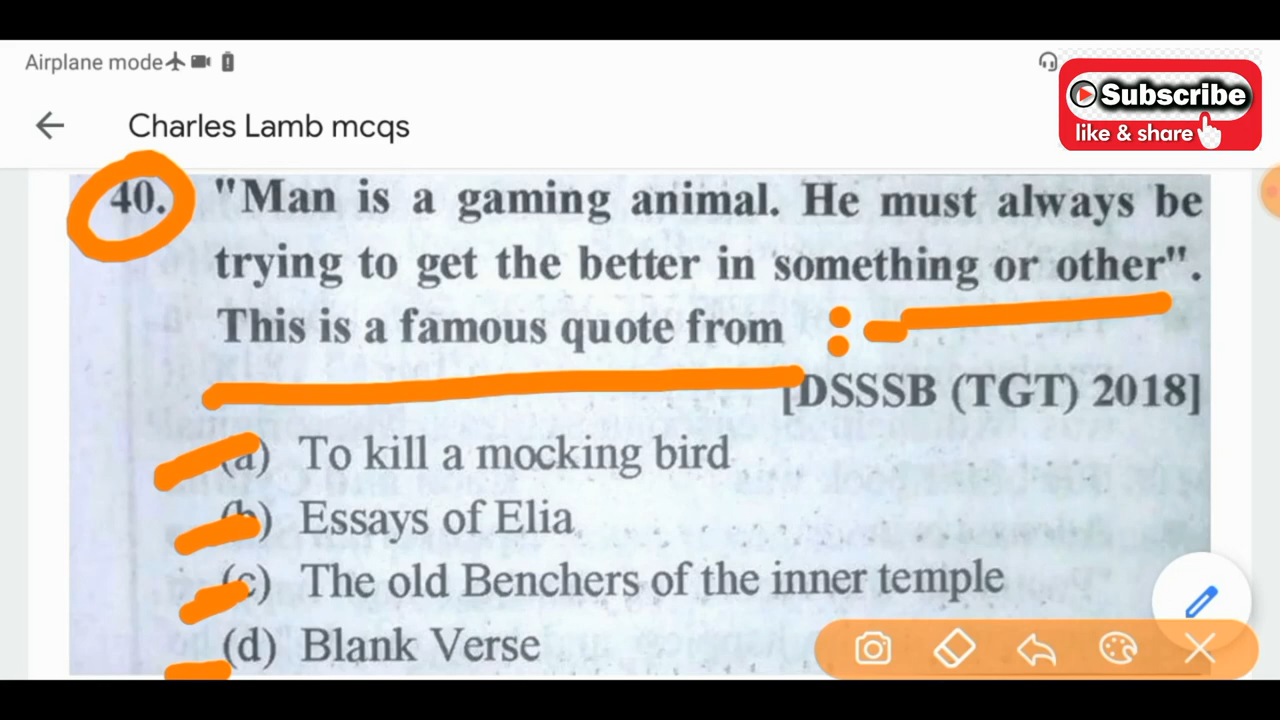 Airplane mode
Subscribe
like & share
Charles Lamb mcqs
40. "Man is a gaming animal. He must always be
trying to get the better in something or other".
This is a famous quote from :-
[DSSSB (TGT) 2018]
(a) To kill a mocking bird
(b) Essays of Elia
(c) The old Benchers of the inner temple
(d) Blank Verse